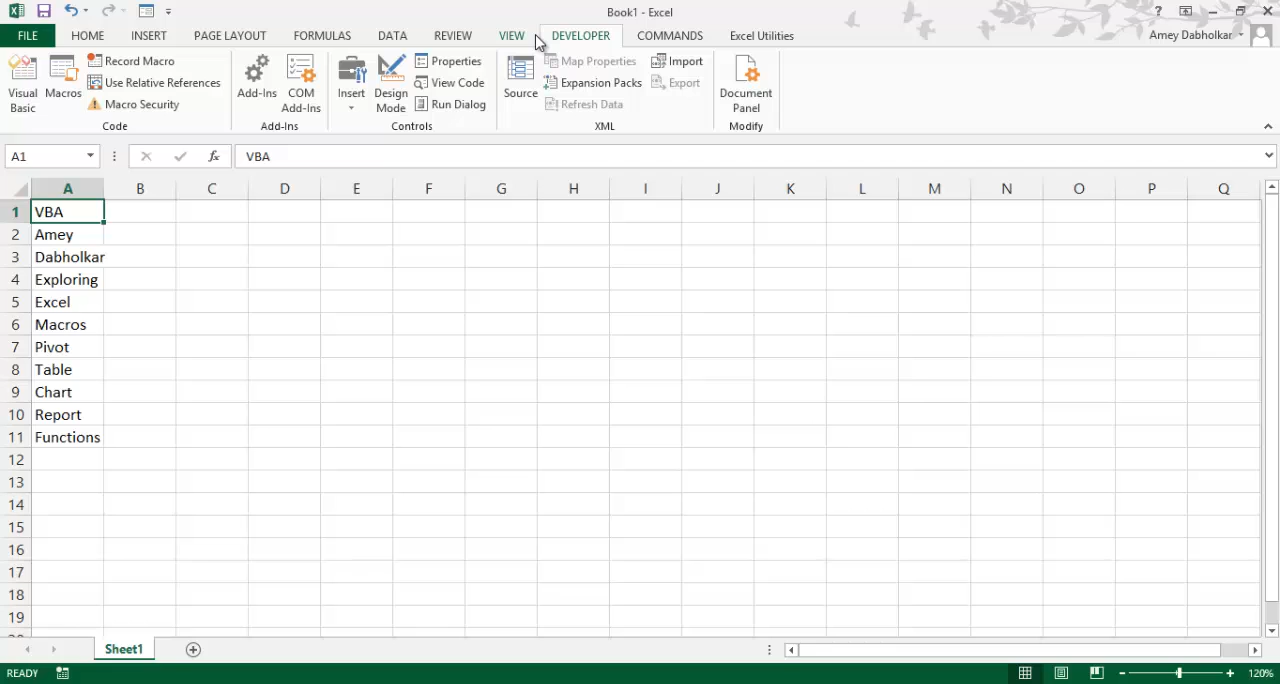 Book1 - Excel
?
FILE HOME INSERT PAGE LAYOUT FORMULAS DATA REVIEW VIEW DEVELOPER COMMANDS Excel Utilities Amey Dabholkar
Visual Basic
Macros
Record Macro
Use Relative References
Macro Security
Code
Add-Ins
COM Add-Ins
Add-Ins
Insert
Design Mode
Properties
View Code
Run Dialog
Controls
Source
Map Properties
Expansion Packs
Refresh Data
Import
Export
XML
Document Panel
Modify
A1 fx VBA
A B C D E F G H I J K L M N O P Q
1 VBA
2 Amey
3 Dabholkar
4 Exploring
5 Excel
6 Macros
7 Pivot
8 Table
9 Chart
10 Report
11 Functions
12
13
14
15
16
17
18
19
Sheet1
READY 120%